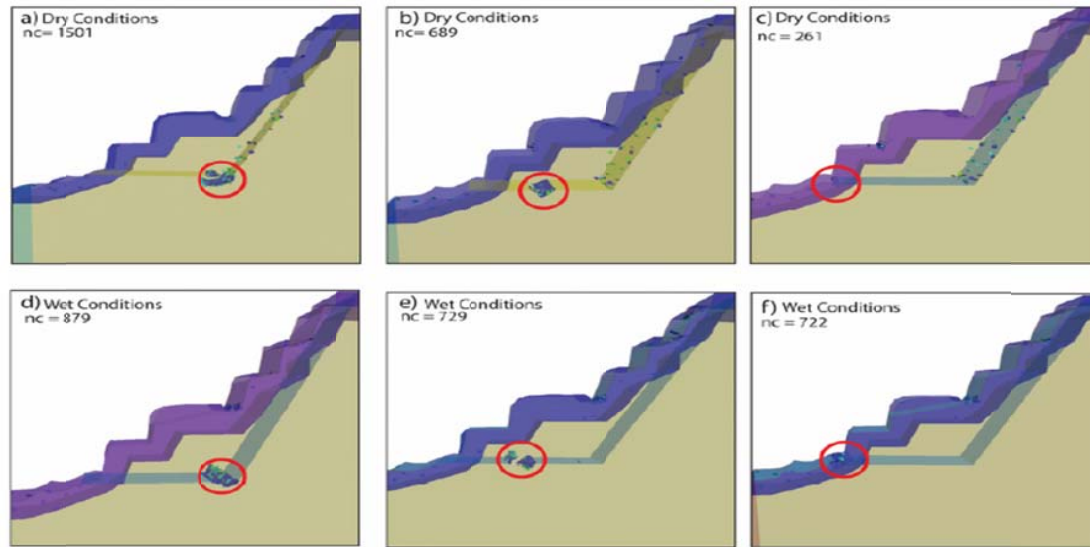 a) Dry Conditions
nc= 1501
b) Dry Conditions
nc= 689
c) Dry Conditions
nc = 261
d) Wet Conditions
nc = 879
e) Wet Conditions
nc = 729
f) Wet Conditions
nc = 722